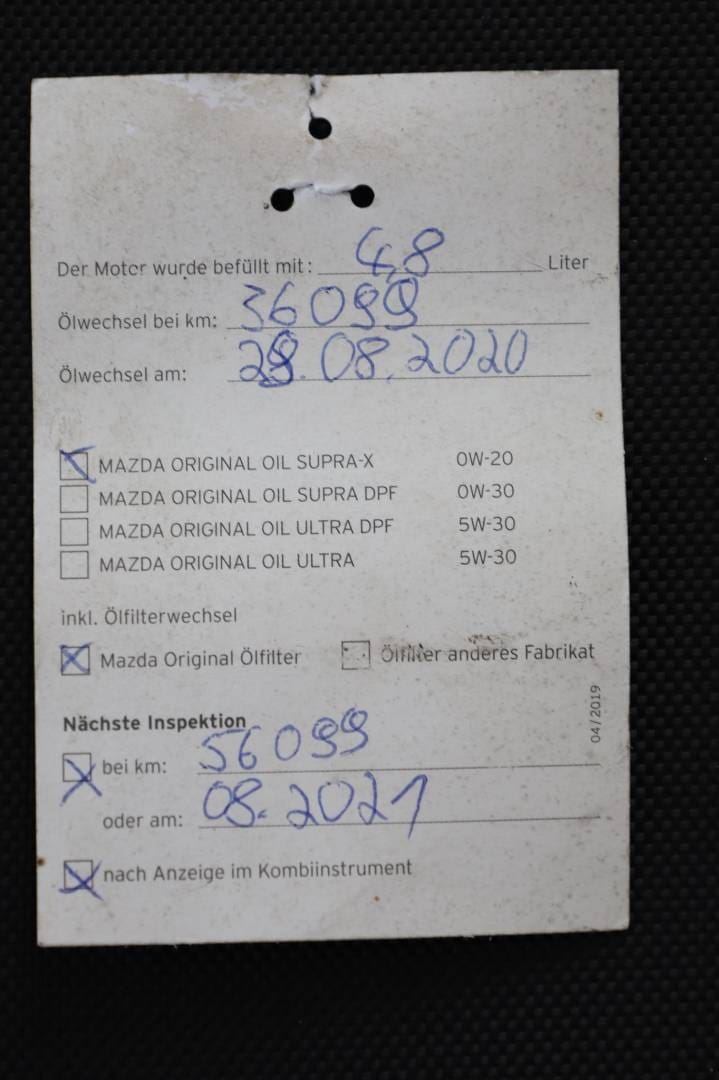 Der Motor wurde befüllt mit: 4,8 Liter
Ölwechsel bei km: 36099
Ölwechsel am: 28.08.2020
MAZDA ORIGINAL OIL SUPRA-X 0W-20
MAZDA ORIGINAL OIL SUPRA DPF 0W-30
MAZDA ORIGINAL OIL ULTRA DPF 5W-30
MAZDA ORIGINAL OIL ULTRA 5W-30
inkl. Ölfilterwechsel
Mazda Original Ölfilter Ölfilter anderes Fabrikat
04/2019
Nächste Inspektion
bei km: 56099
oder am: 08.2021
nach Anzeige im Kombiinstrument